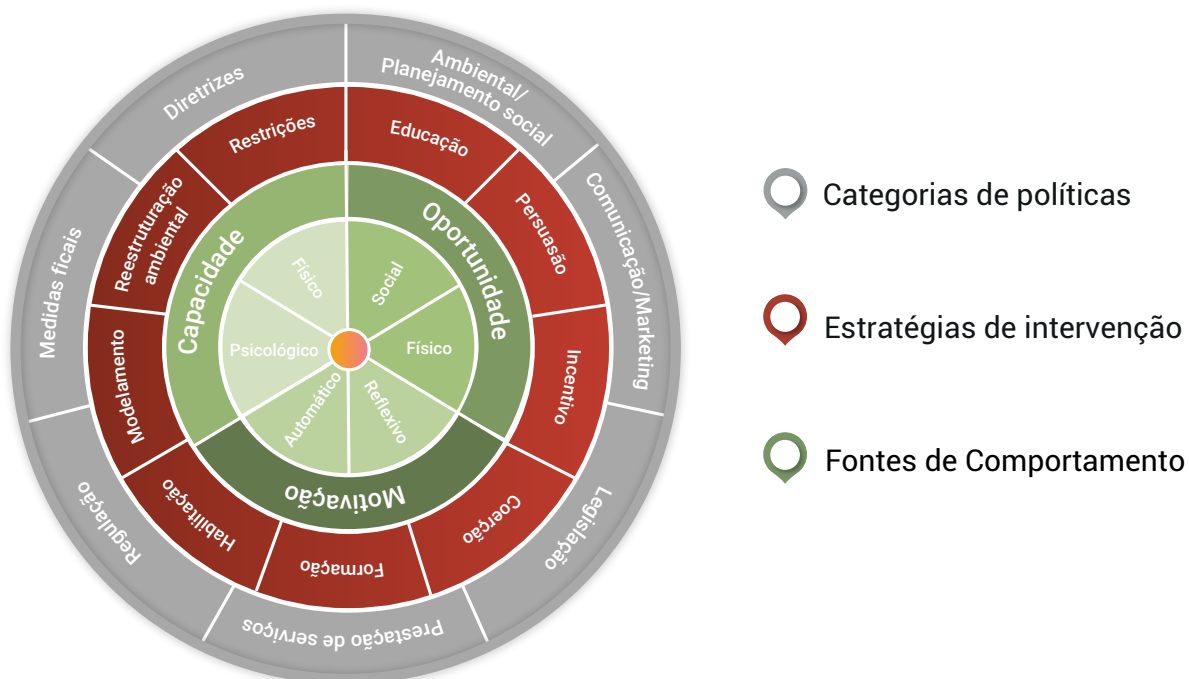 Diretrizes
Ambiental/
Planejamento social
Comunicação/Marketing
Legislação
Prestação de serviços
Regulação
Medidas ficais
Restrições
Educação
Persuasão
Incentivo
Coerção
Formação
Habilitação
Modelamento
Reestruturação
ambiental
Capacidade
Oportunidade
Motivação
Físico
Social
Físico
Reflexivo
Automático
Psicológico
Categorias de políticas
Estratégias de intervenção
Fontes de Comportamento